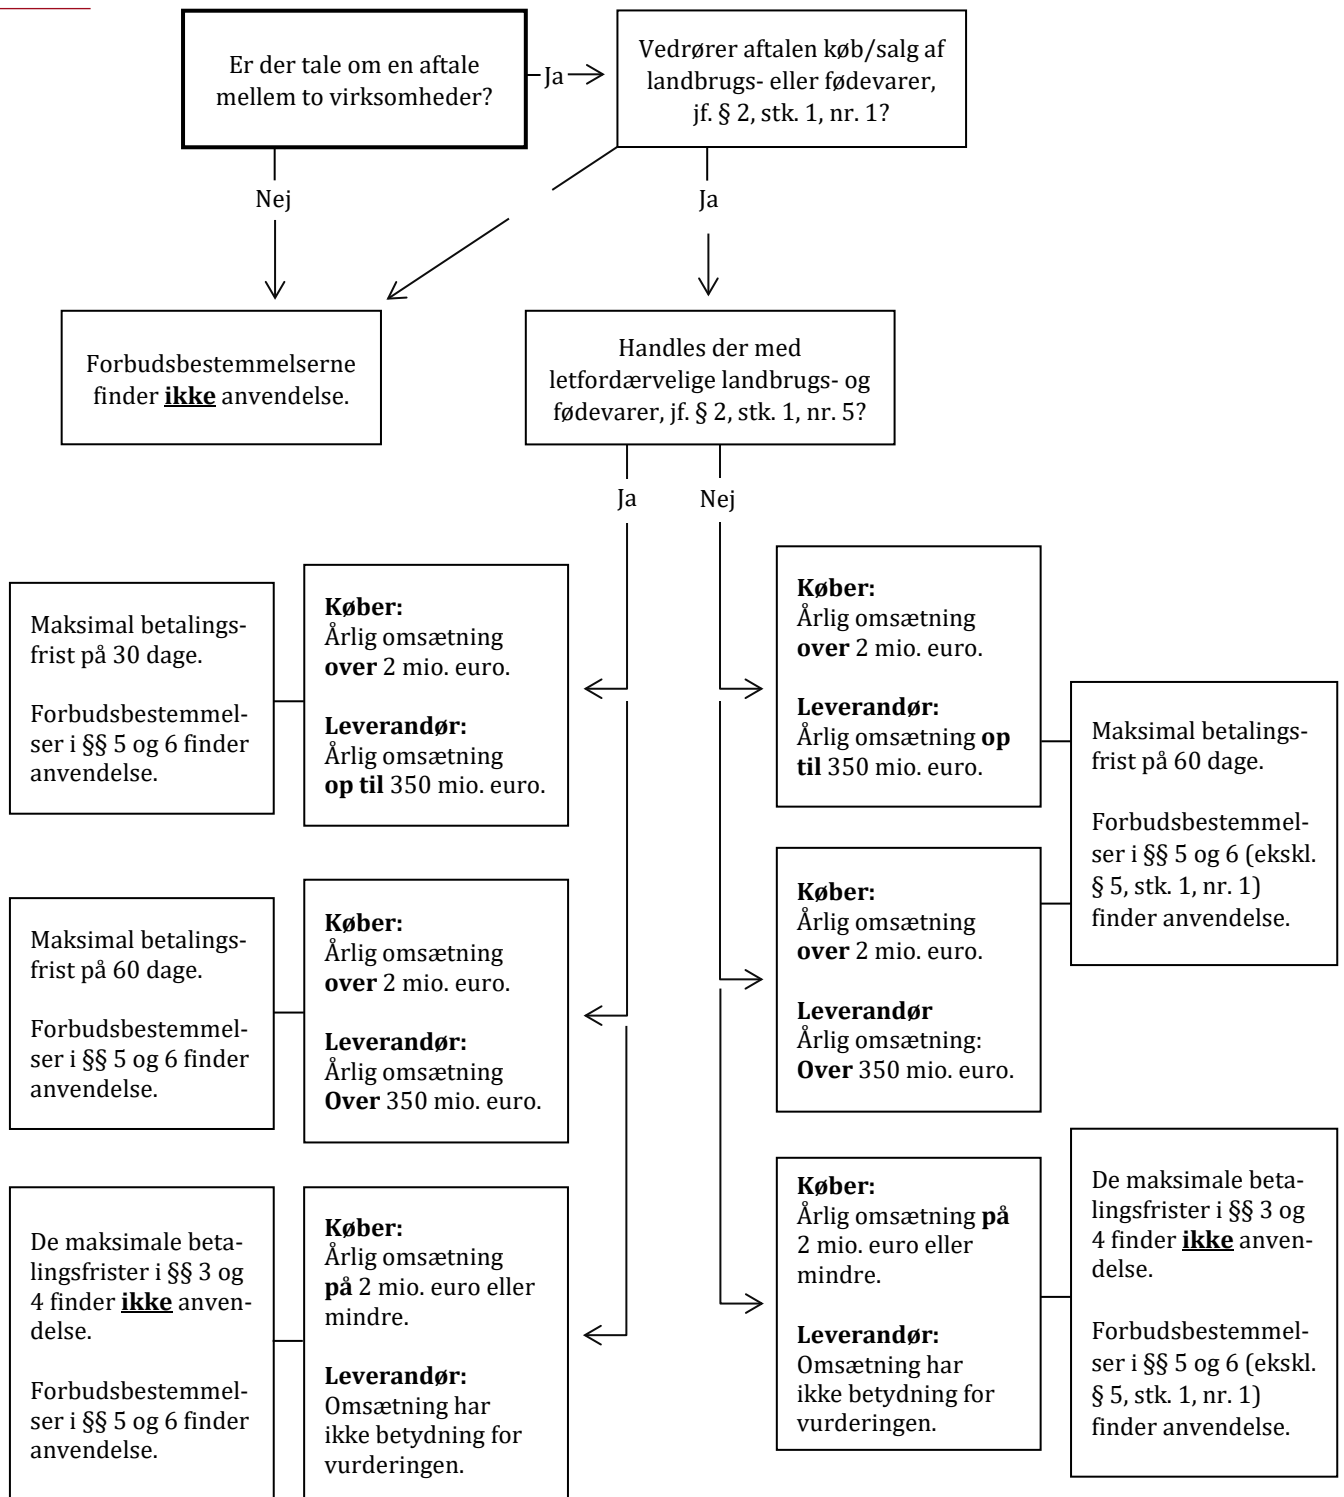 Er der tale om en aftale
mellem to virksomheder?
Ja
Vedrører aftalen køb/salg af
landbrugs- eller fødevarer,
jf. § 2, stk. 1, nr. 1?
Nej
Ja
Forbudsbestemmelserne
finder ikke anvendelse.
Handles der med
letfordærvelige landbrugs- og
fødevarer, jf. § 2, stk. 1, nr. 5?
Ja
Nej
Maksimal betalings-
frist på 30 dage.
Forbudsbestemmel-
ser i §§ 5 og 6 finder
anvendelse.
Køber:
Årlig omsætning
over 2 mio. euro.
Leverandør:
Årlig omsætning
op til 350 mio. euro.
Køber:
Årlig omsætning
over 2 mio. euro.
Leverandør:
Årlig omsætning op
til 350 mio. euro.
Maksimal betalings-
frist på 60 dage.
Forbudsbestemmel-
ser i §§ 5 og 6 (ekskl.
§ 5, stk. 1, nr. 1)
finder anvendelse.
Maksimal betalings-
frist på 60 dage.
Forbudsbestemmel-
ser i §§ 5 og 6 finder
anvendelse.
Køber:
Årlig omsætning
over 2 mio. euro.
Leverandør:
Årlig omsætning
Over 350 mio. euro.
Køber:
Årlig omsætning
over 2 mio. euro.
Leverandør
Årlig omsætning:
Over 350 mio. euro.
De maksimale beta-
lingsfrister i §§ 3 og
4 finder ikke anven-
delse.
Forbudsbestemmel-
ser i §§ 5 og 6 finder
anvendelse.
Køber:
Årlig omsætning
på 2 mio. euro eller
mindre.
Leverandør:
Omsætning har
ikke betydning for
vurderingen.
Køber:
Årlig omsætning på
2 mio. euro eller
mindre.
Leverandør:
Omsætning har
ikke betydning for
vurderingen.
De maksimale beta-
lingsfrister i §§ 3 og
4 finder ikke anven-
delse.
Forbudsbestemmel-
ser i §§ 5 og 6 (ekskl.
§ 5, stk. 1, nr. 1)
finder anvendelse.